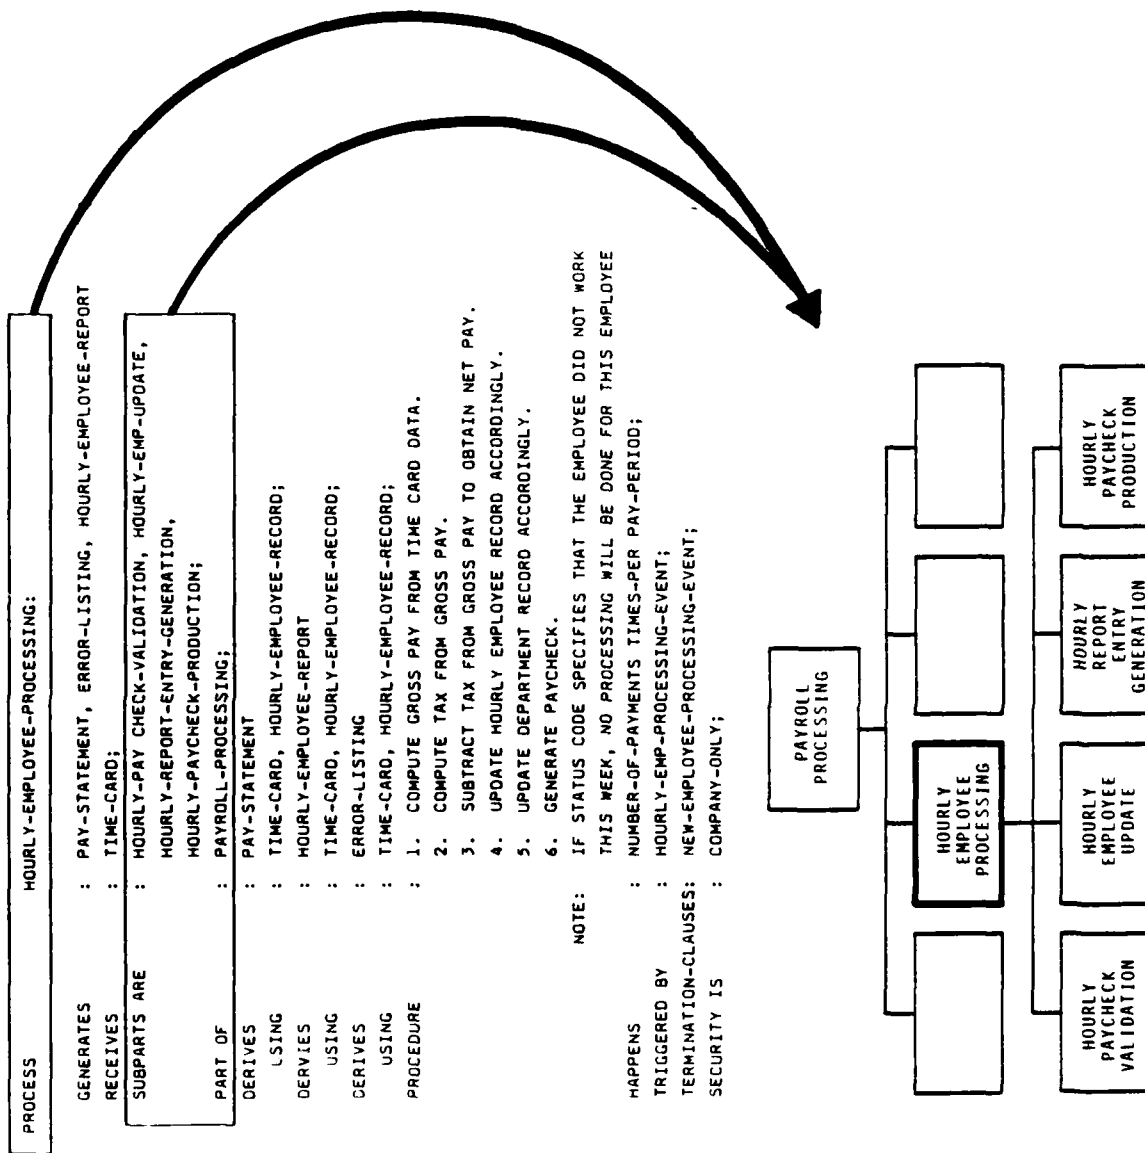 PROCESS HOURLY-EMPLOYEE-PROCESSING:
GENERATES : PAY-STATEMENT, ERROR-LISTING, HOURLY-EMPLOYEE-REPORT
RECEIVES : TIME-CARD;
SUBPARTS ARE : HOURLY-PAY CHECK-VALIDATION, HOURLY-EMP-UPDATE,
HOURLY-REPORT-ENTRY-GENERATION,
HOURLY-PAYCHECK-PRODUCTION;
PART OF : PAYROLL-PROCESSING;
DERIVES : PAY-STATEMENT
USING : TIME-CARD, HOURLY-EMPLOYEE-RECORD;
DERVIES : HOURLY-EMPLOYEE-REPORT
USING : TIME-CARD, HOURLY-EMPLOYEE-RECORD;
DERIVES : ERROR-LISTING
USING : TIME-CARD, HOURLY-EMPLOYEE-RECORD;
PROCEDURE : 1. COMPUTE GROSS PAY FROM TIME CARD DATA.
2. COMPUTE TAX FROM GROSS PAY.
3. SUBTRACT TAX FROM GROSS PAY TO OBTAIN NET PAY.
4. UPDATE HOURLY EMPLOYEE RECORD ACCORDINGLY.
5. UPDATE DEPARTMENT RECORD ACCORDINGLY.
6. GENERATE PAYCHECK.
NOTE: IF STATUS CODE SPECIFIES THAT THE EMPLOYEE DID NOT WORK
THIS WEEK, NO PROCESSING WILL BE DONE FOR THIS EMPLOYEE
HAPPENS : NUMBER-OF-PAYMENTS TIMES-PER PAY-PERIOD;
TRIGGERED BY : HOURLY-EMP-PROCESSING-EVENT;
TERMINATION-CLAUSES: NEW-EMPLOYEE-PROCESSING-EVENT;
SECURITY IS : COMPANY-ONLY;
PAYROLL
PROCESSING
HOURLY
EMPLOYEE
PROCESSING
HOURLY
PAYCHECK
VALIDATION
HOURLY
EMPLOYEE
UPDATE
HOURLY
REPORT
ENTRY
GENERATION
HOURLY
PAYCHECK
PRODUCTION